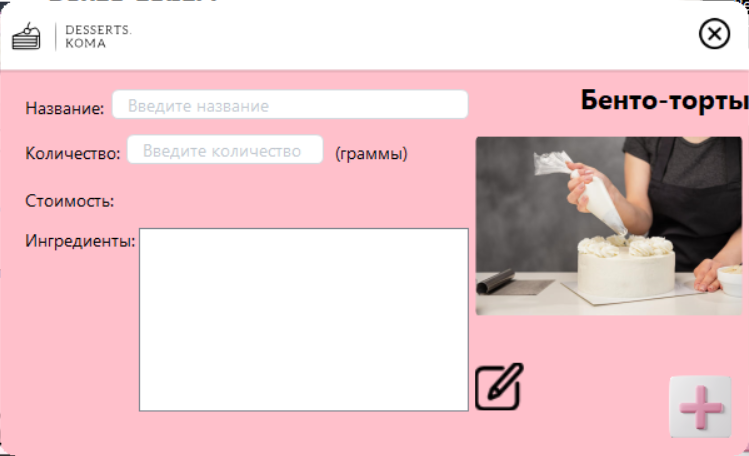 DESSERTS.
KOMA
Бенто-торты
Название: Введите название
Количество: Введите количество (граммы)
Стоимость:
Ингредиенты: